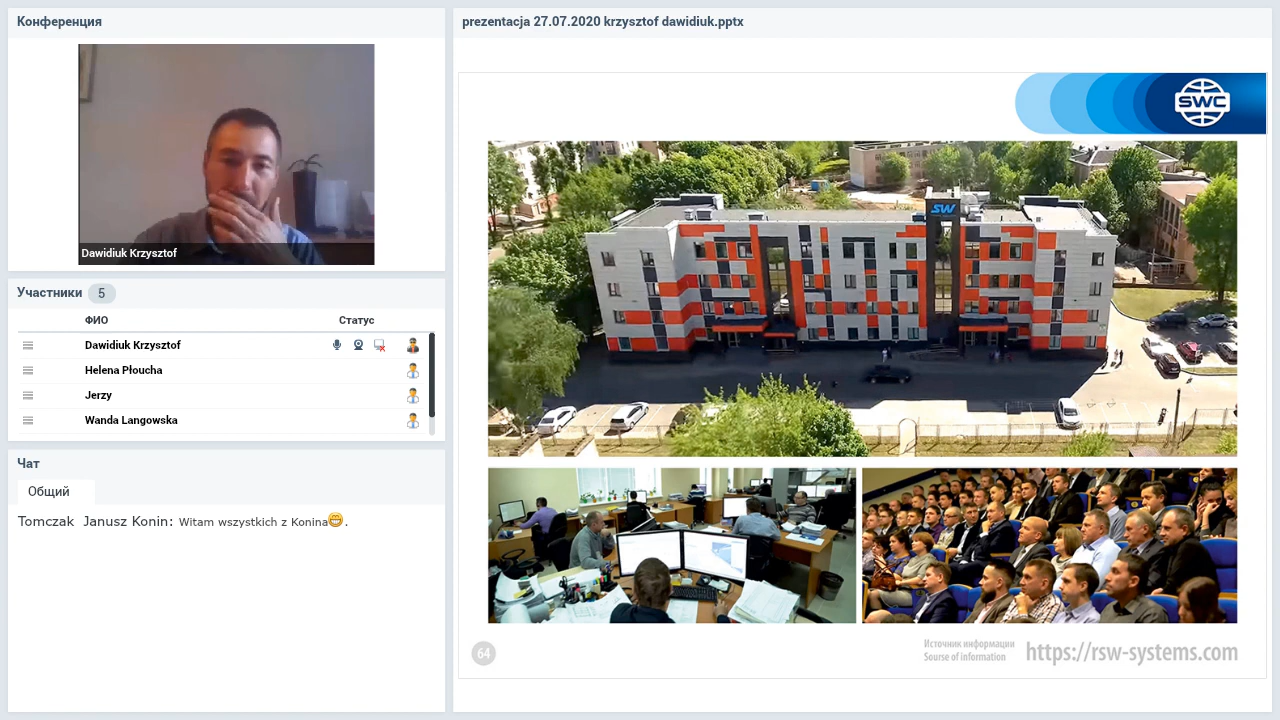 Конференция
Dawidiuk Krzysztof
Участники 5
ФИО Статус
Dawidiuk Krzysztof
Helena Płoucha
Jerzy
Wanda Langowska
Чат
Общий
Tomczak Janusz Konin: Witam wszystkich z Konina😁.
prezentacja 27.07.2020 krzysztof dawidiuk.pptx
SWC
SW
64
Источник информации
Sourse of information
https://rsw-systems.com